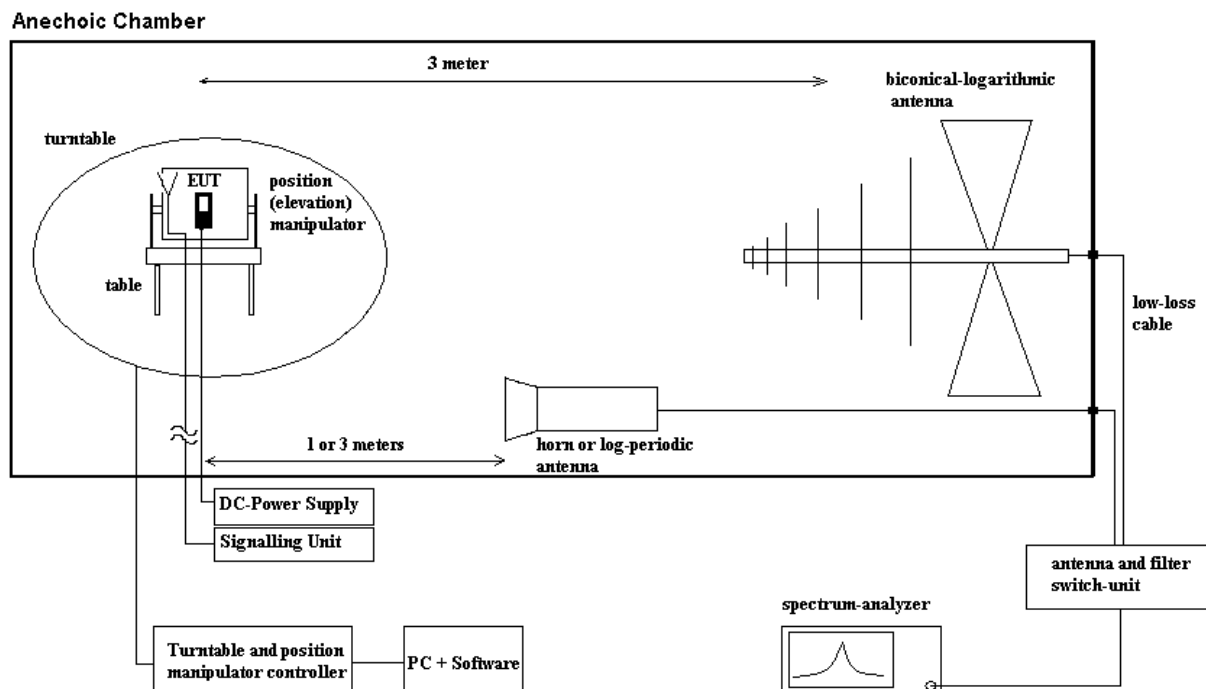 Anechoic Chamber
3 meter
biconical-logarithmic
antenna
turntable
EUT
position
(elevation)
manipulator
table
low-loss
cable
1 or 3 meters
horn or log-periodic
antenna
DC-Power Supply
Signalling Unit
antenna and filter
switch-unit
spectrum-analyzer
Turntable and position
manipulator controller
PC + Software